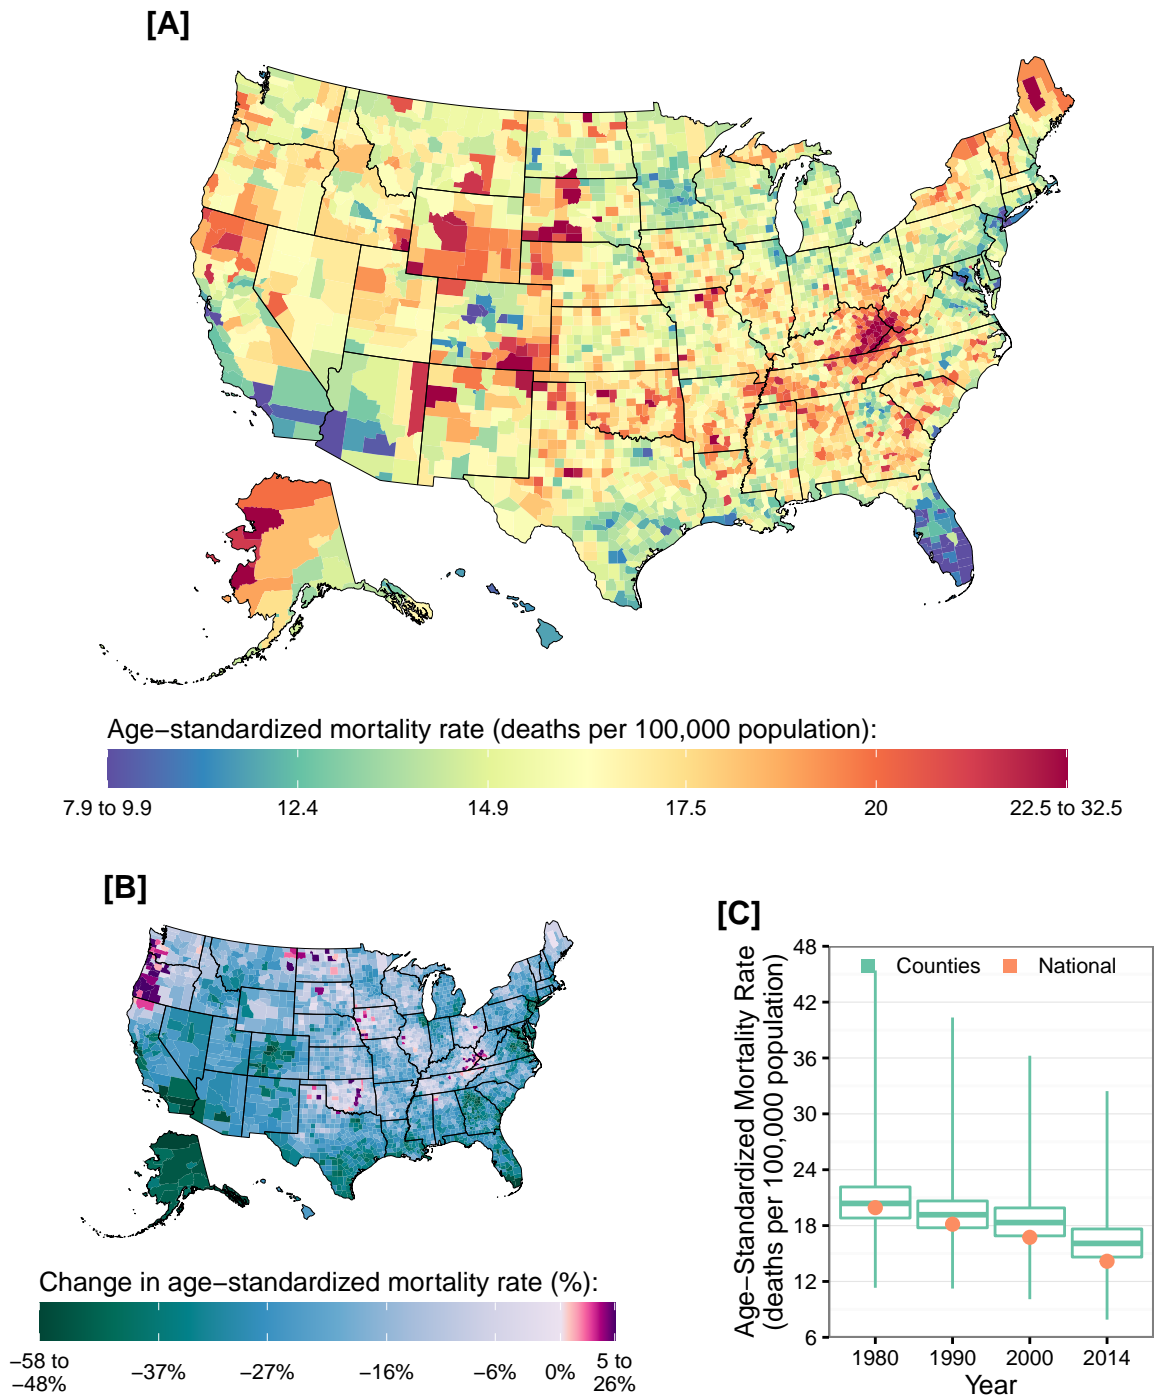 [A]
Age−standardized mortality rate (deaths per 100,000 population):
7.9 to 9.9 12.4 14.9 17.5 20 22.5 to 32.5
[B]
Change in age−standardized mortality rate (%):
−58 to −48% −37% −27% −16% −6% 0% 5 to 26%
[C]
Age−Standardized Mortality Rate
(deaths per 100,000 population)
Counties National
48
42
36
30
24
18
12
6
1980 1990 2000 2014
Year